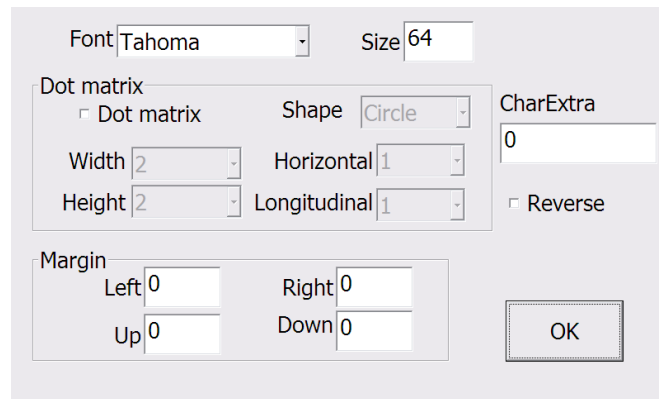 Font Tahoma Size 64
Dot matrix
Dot matrix Shape Circle CharExtra
0
Width 2 Horizontal 1
Height 2 Longitudinal 1 Reverse
Margin
Left 0 Right 0
Up 0 Down 0 OK